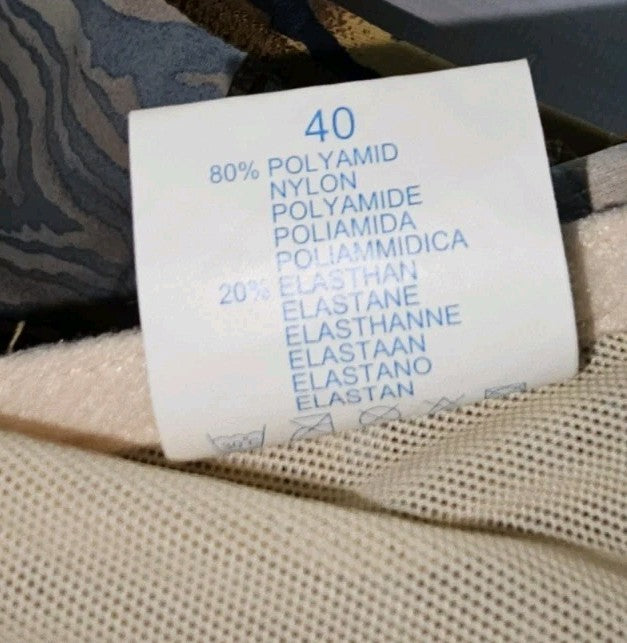 40
80% POLYAMID
NYLON
POLYAMIDE
POLIAMIDA
POLIAMMIDICA
20% ELASTHAN
ELASTANE
ELASTHANNE
ELASTAAN
ELASTANO
ELASTAN